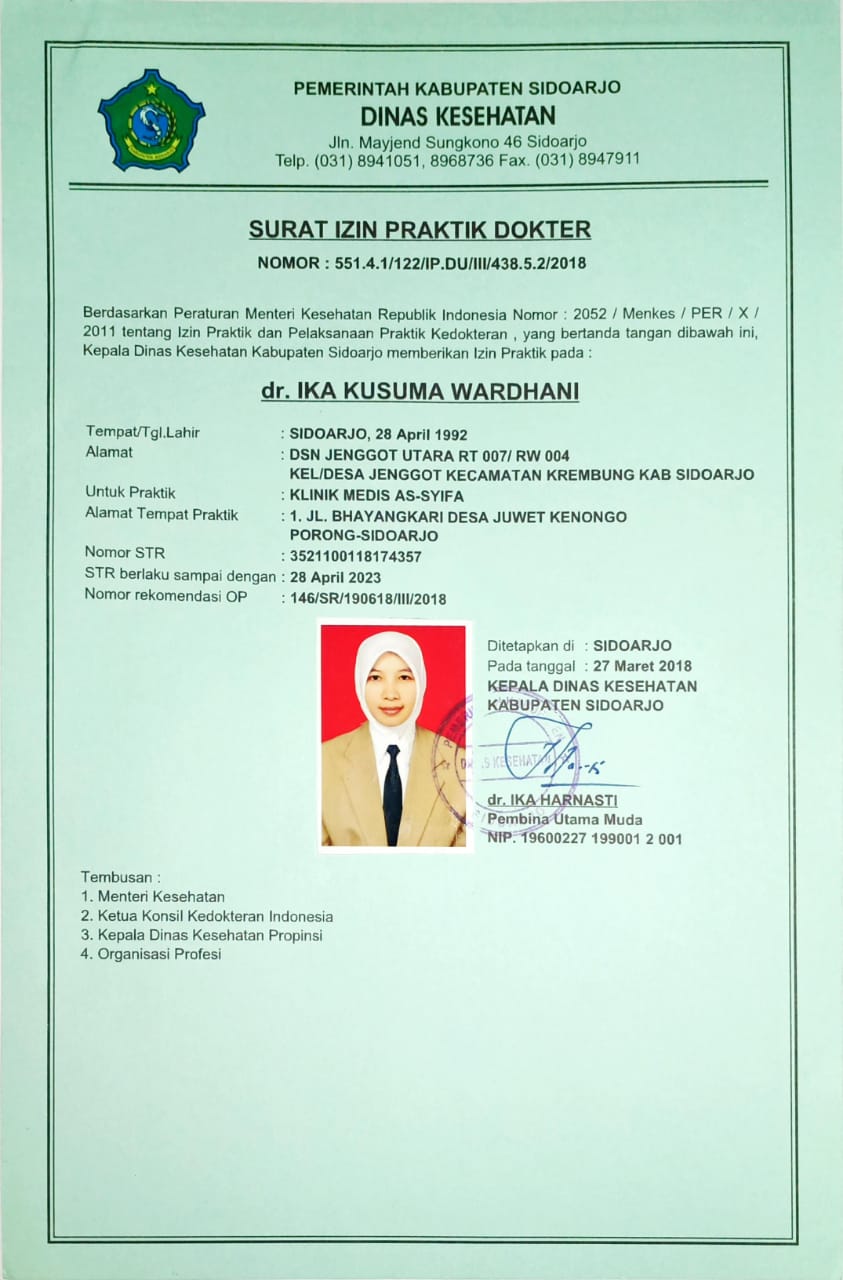 PEMERINTAH KABUPATEN SIDOARJO
DINAS KESEHATAN
Jln. Mayjend Sungkono 46 Sidoarjo
Telp. (031) 8941051, 8968736 Fax. (031) 8947911
SURAT IZIN PRAKTIK DOKTER
NOMOR : 551.4.1/122/IP.DU/III/438.5.2/2018
Berdasarkan Peraturan Menteri Kesehatan Republik Indonesia Nomor : 2052 / Menkes / PER / X /
2011 tentang Izin Praktik dan Pelaksanaan Praktik Kedokteran , yang bertanda tangan dibawah ini,
Kepala Dinas Kesehatan Kabupaten Sidoarjo memberikan Izin Praktik pada :
dr. IKA KUSUMA WARDHANI
Tempat/Tgl.Lahir : SIDOARJO, 28 April 1992
Alamat : DSN JENGGOT UTARA RT 007/ RW 004
KEL/DESA JENGGOT KECAMATAN KREMBUNG KAB SIDOARJO
Untuk Praktik : KLINIK MEDIS AS-SYIFA
Alamat Tempat Praktik : 1. JL. BHAYANGKARI DESA JUWET KENONGO
PORONG-SIDOARJO
Nomor STR : 3521100118174357
STR berlaku sampai dengan : 28 April 2023
Nomor rekomendasi OP : 146/SR/190618/III/2018
Ditetapkan di : SIDOARJO
Pada tanggal : 27 Maret 2018
KEPALA DINAS KESEHATAN
KABUPATEN SIDOARJO
dr. IKA HARNASTI
Pembina Utama Muda
NIP. 19600227 199001 2 001
Tembusan :
1. Menteri Kesehatan
2. Ketua Konsil Kedokteran Indonesia
3. Kepala Dinas Kesehatan Propinsi
4. Organisasi Profesi